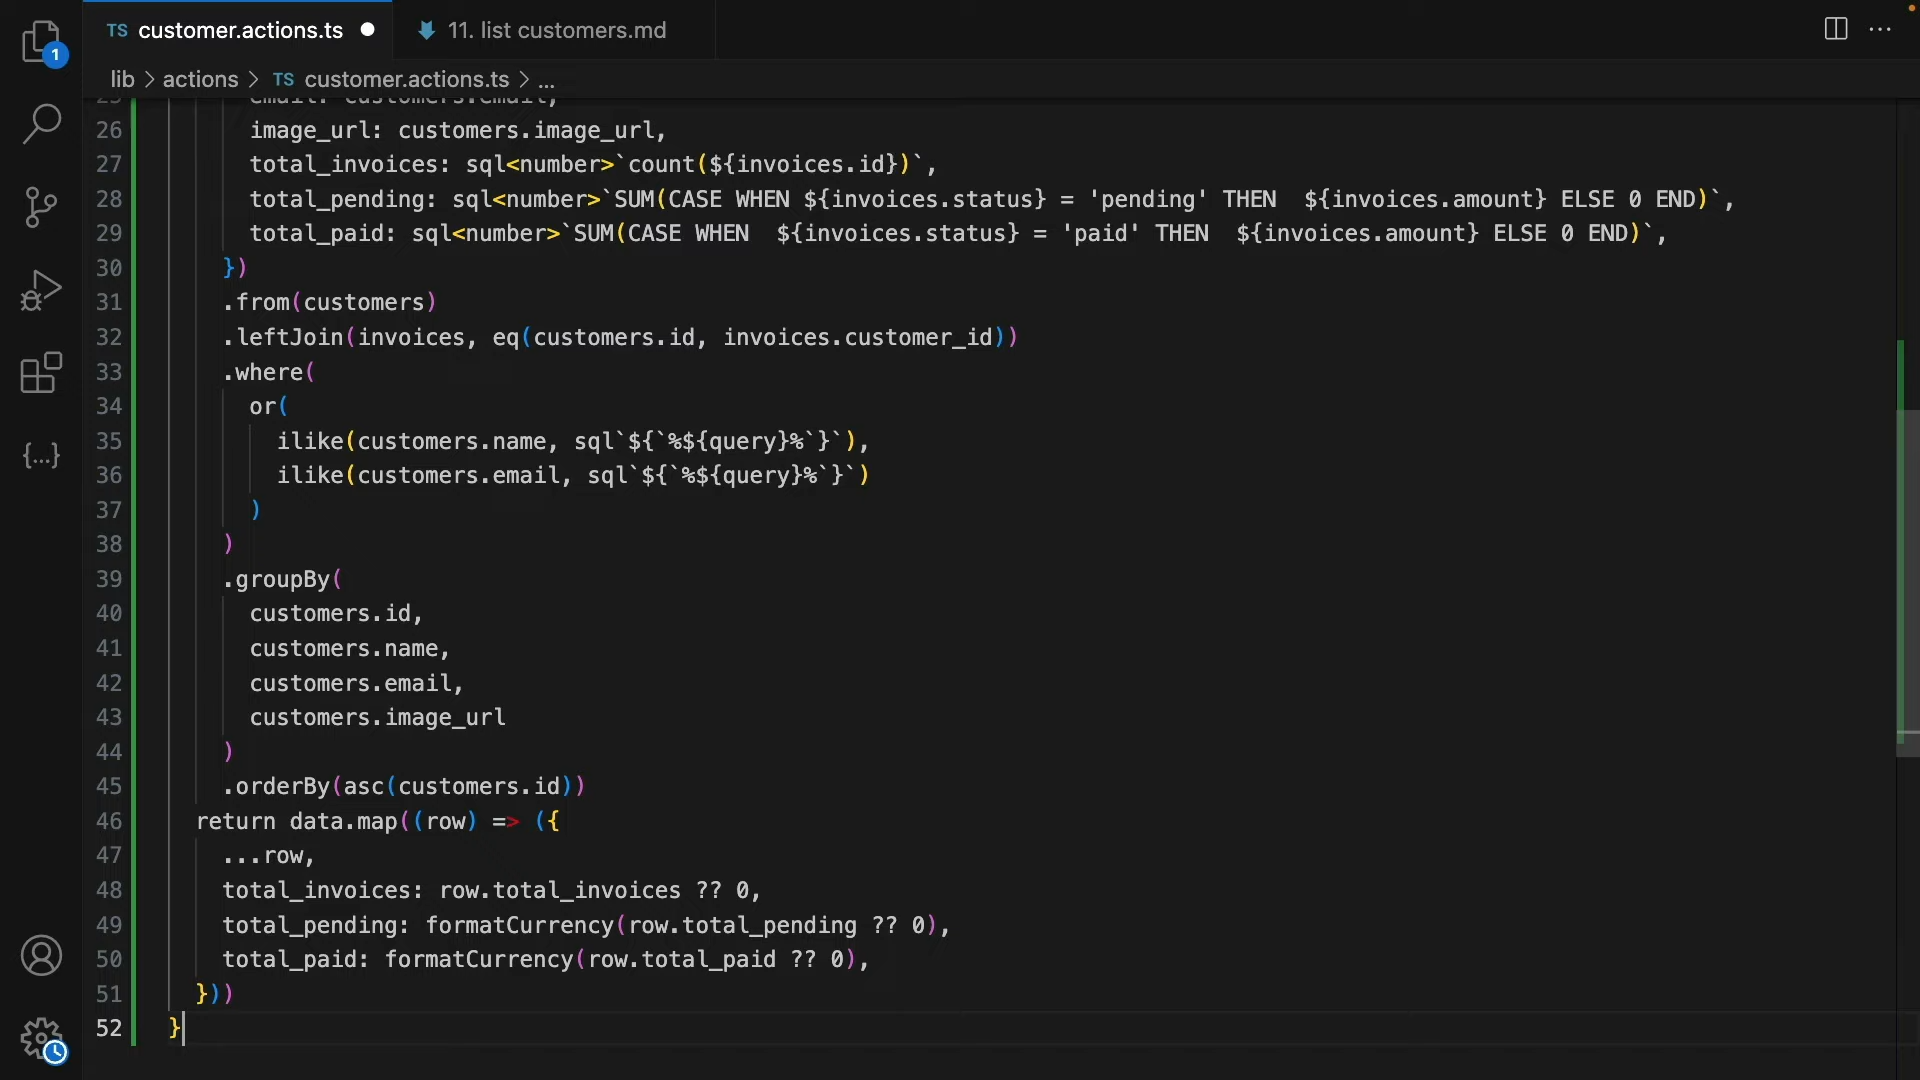 TS customer.actions.ts
11. list customers.md
1
lib > actions > TS customer.actions.ts > ...
25 email: customers.email,
26 image_url: customers.image_url,
27 total_invoices: sql<number>`count(${invoices.id})`,
28 total_pending: sql<number>`SUM(CASE WHEN ${invoices.status} = 'pending' THEN  ${invoices.amount} ELSE 0 END)`,
29 total_paid: sql<number>`SUM(CASE WHEN  ${invoices.status} = 'paid' THEN  ${invoices.amount} ELSE 0 END)`,
30 })
31 .from(customers)
32 .leftJoin(invoices, eq(customers.id, invoices.customer_id))
33 .where(
34 or(
35 ilike(customers.name, sql`${`%${query}%`}`),
36 ilike(customers.email, sql`${`%${query}%`}`)
37 )
38 )
39 .groupBy(
40 customers.id,
41 customers.name,
42 customers.email,
43 customers.image_url
44 )
45 .orderBy(asc(customers.id))
46 return data.map((row) => ({
47 ...row,
48 total_invoices: row.total_invoices ?? 0,
49 total_pending: formatCurrency(row.total_pending ?? 0),
50 total_paid: formatCurrency(row.total_paid ?? 0),
51 }))
52 }